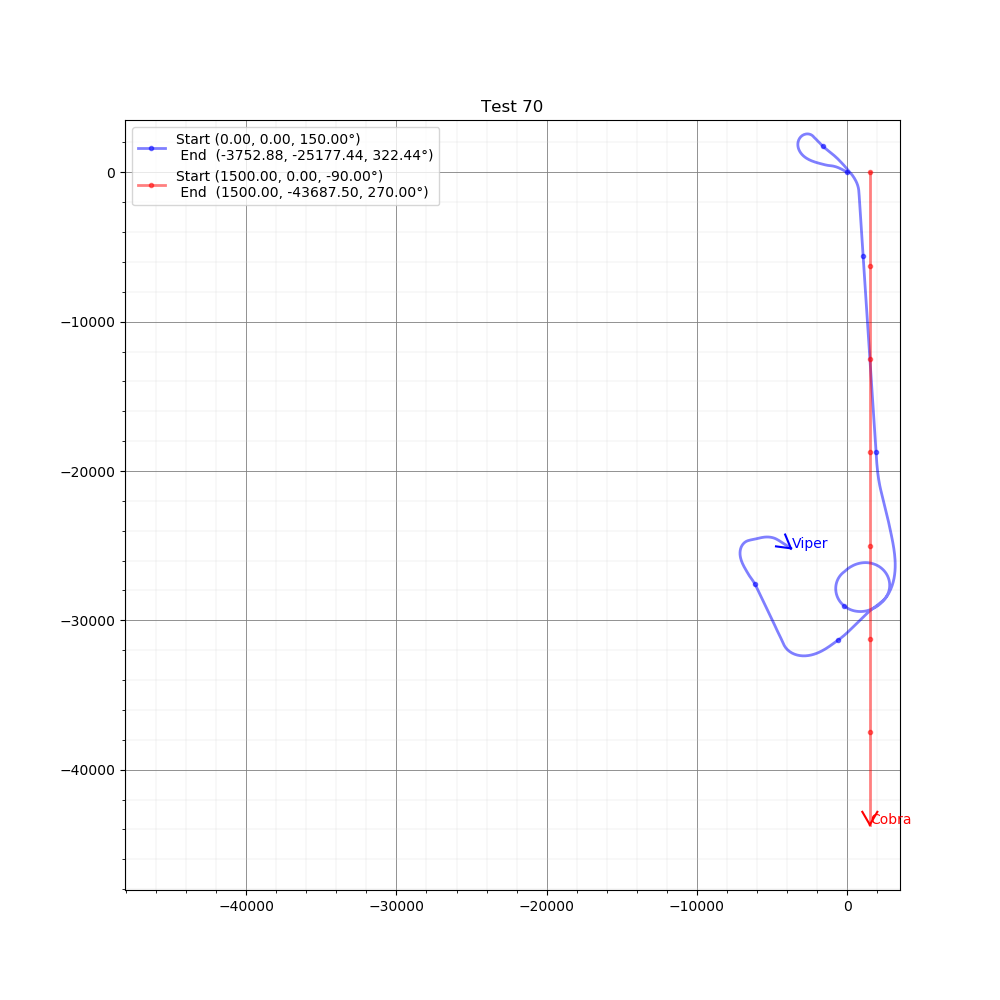 Test 70
Start (0.00, 0.00, 150.00°)
End  (-3752.88, -25177.44, 322.44°)
Start (1500.00, 0.00, -90.00°)
End  (1500.00, -43687.50, 270.00°)
0
−10000
−20000
−30000
−40000
Viper
Cobra
−40000
−30000
−20000
−10000
0